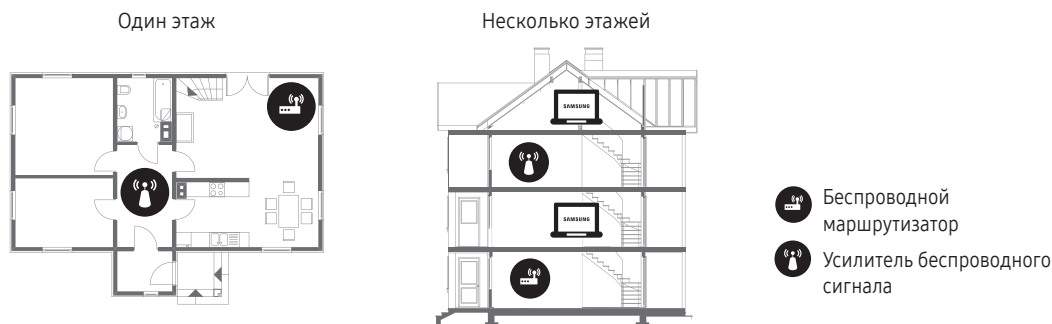 Один этаж
Несколько этажей
SAMSUNG
SAMSUNG
Беспроводной
маршрутизатор
Усилитель беспроводного
сигнала